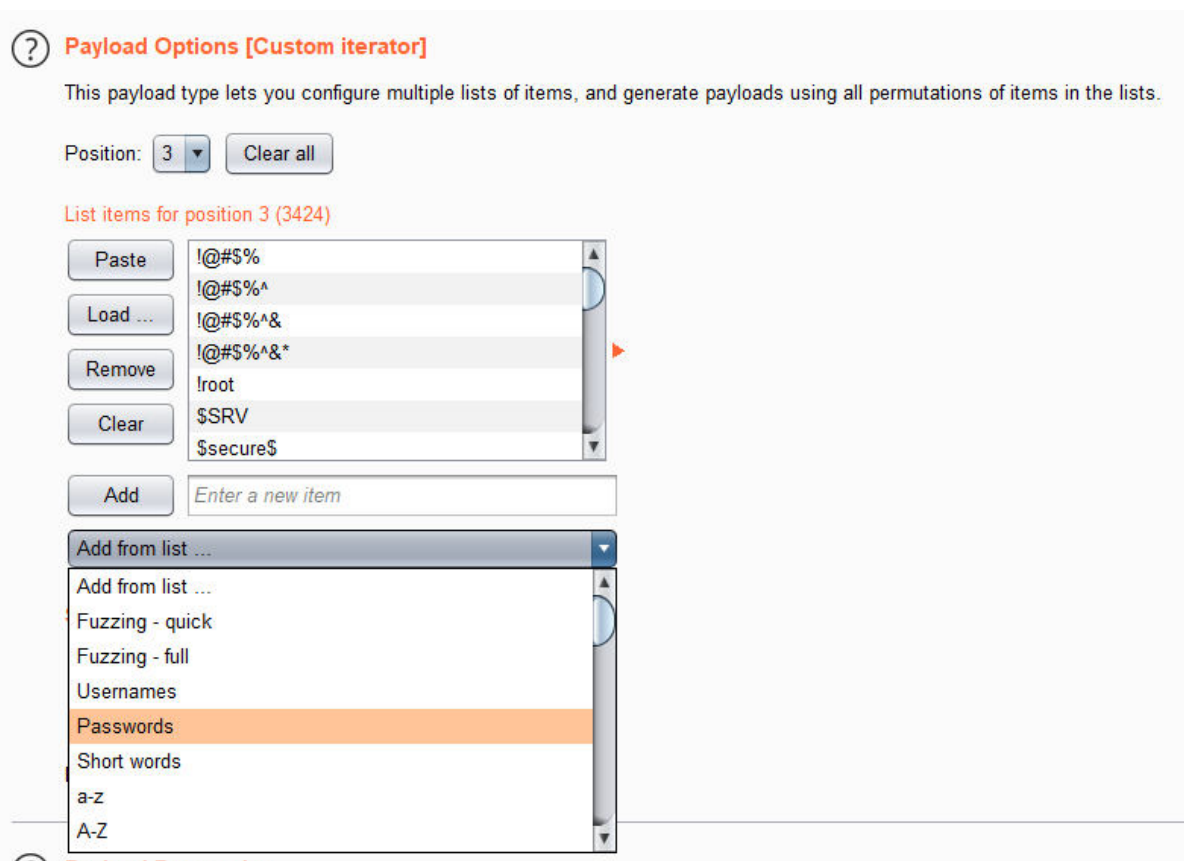 Payload Options [Custom iterator]
This payload type lets you configure multiple lists of items, and generate payloads using all permutations of items in the lists.
Position: 3 Clear all
List items for position 3 (3424)
Paste
Load ...
Remove
Clear
!@#$%
!@#$%^
!@#$%^&
!@#$%^&*
!root
$SRV
$secure$
Add Enter a new item
Add from list ...
Add from list ...
Fuzzing - quick
Fuzzing - full
Usernames
Passwords
Short words
a-z
A-Z